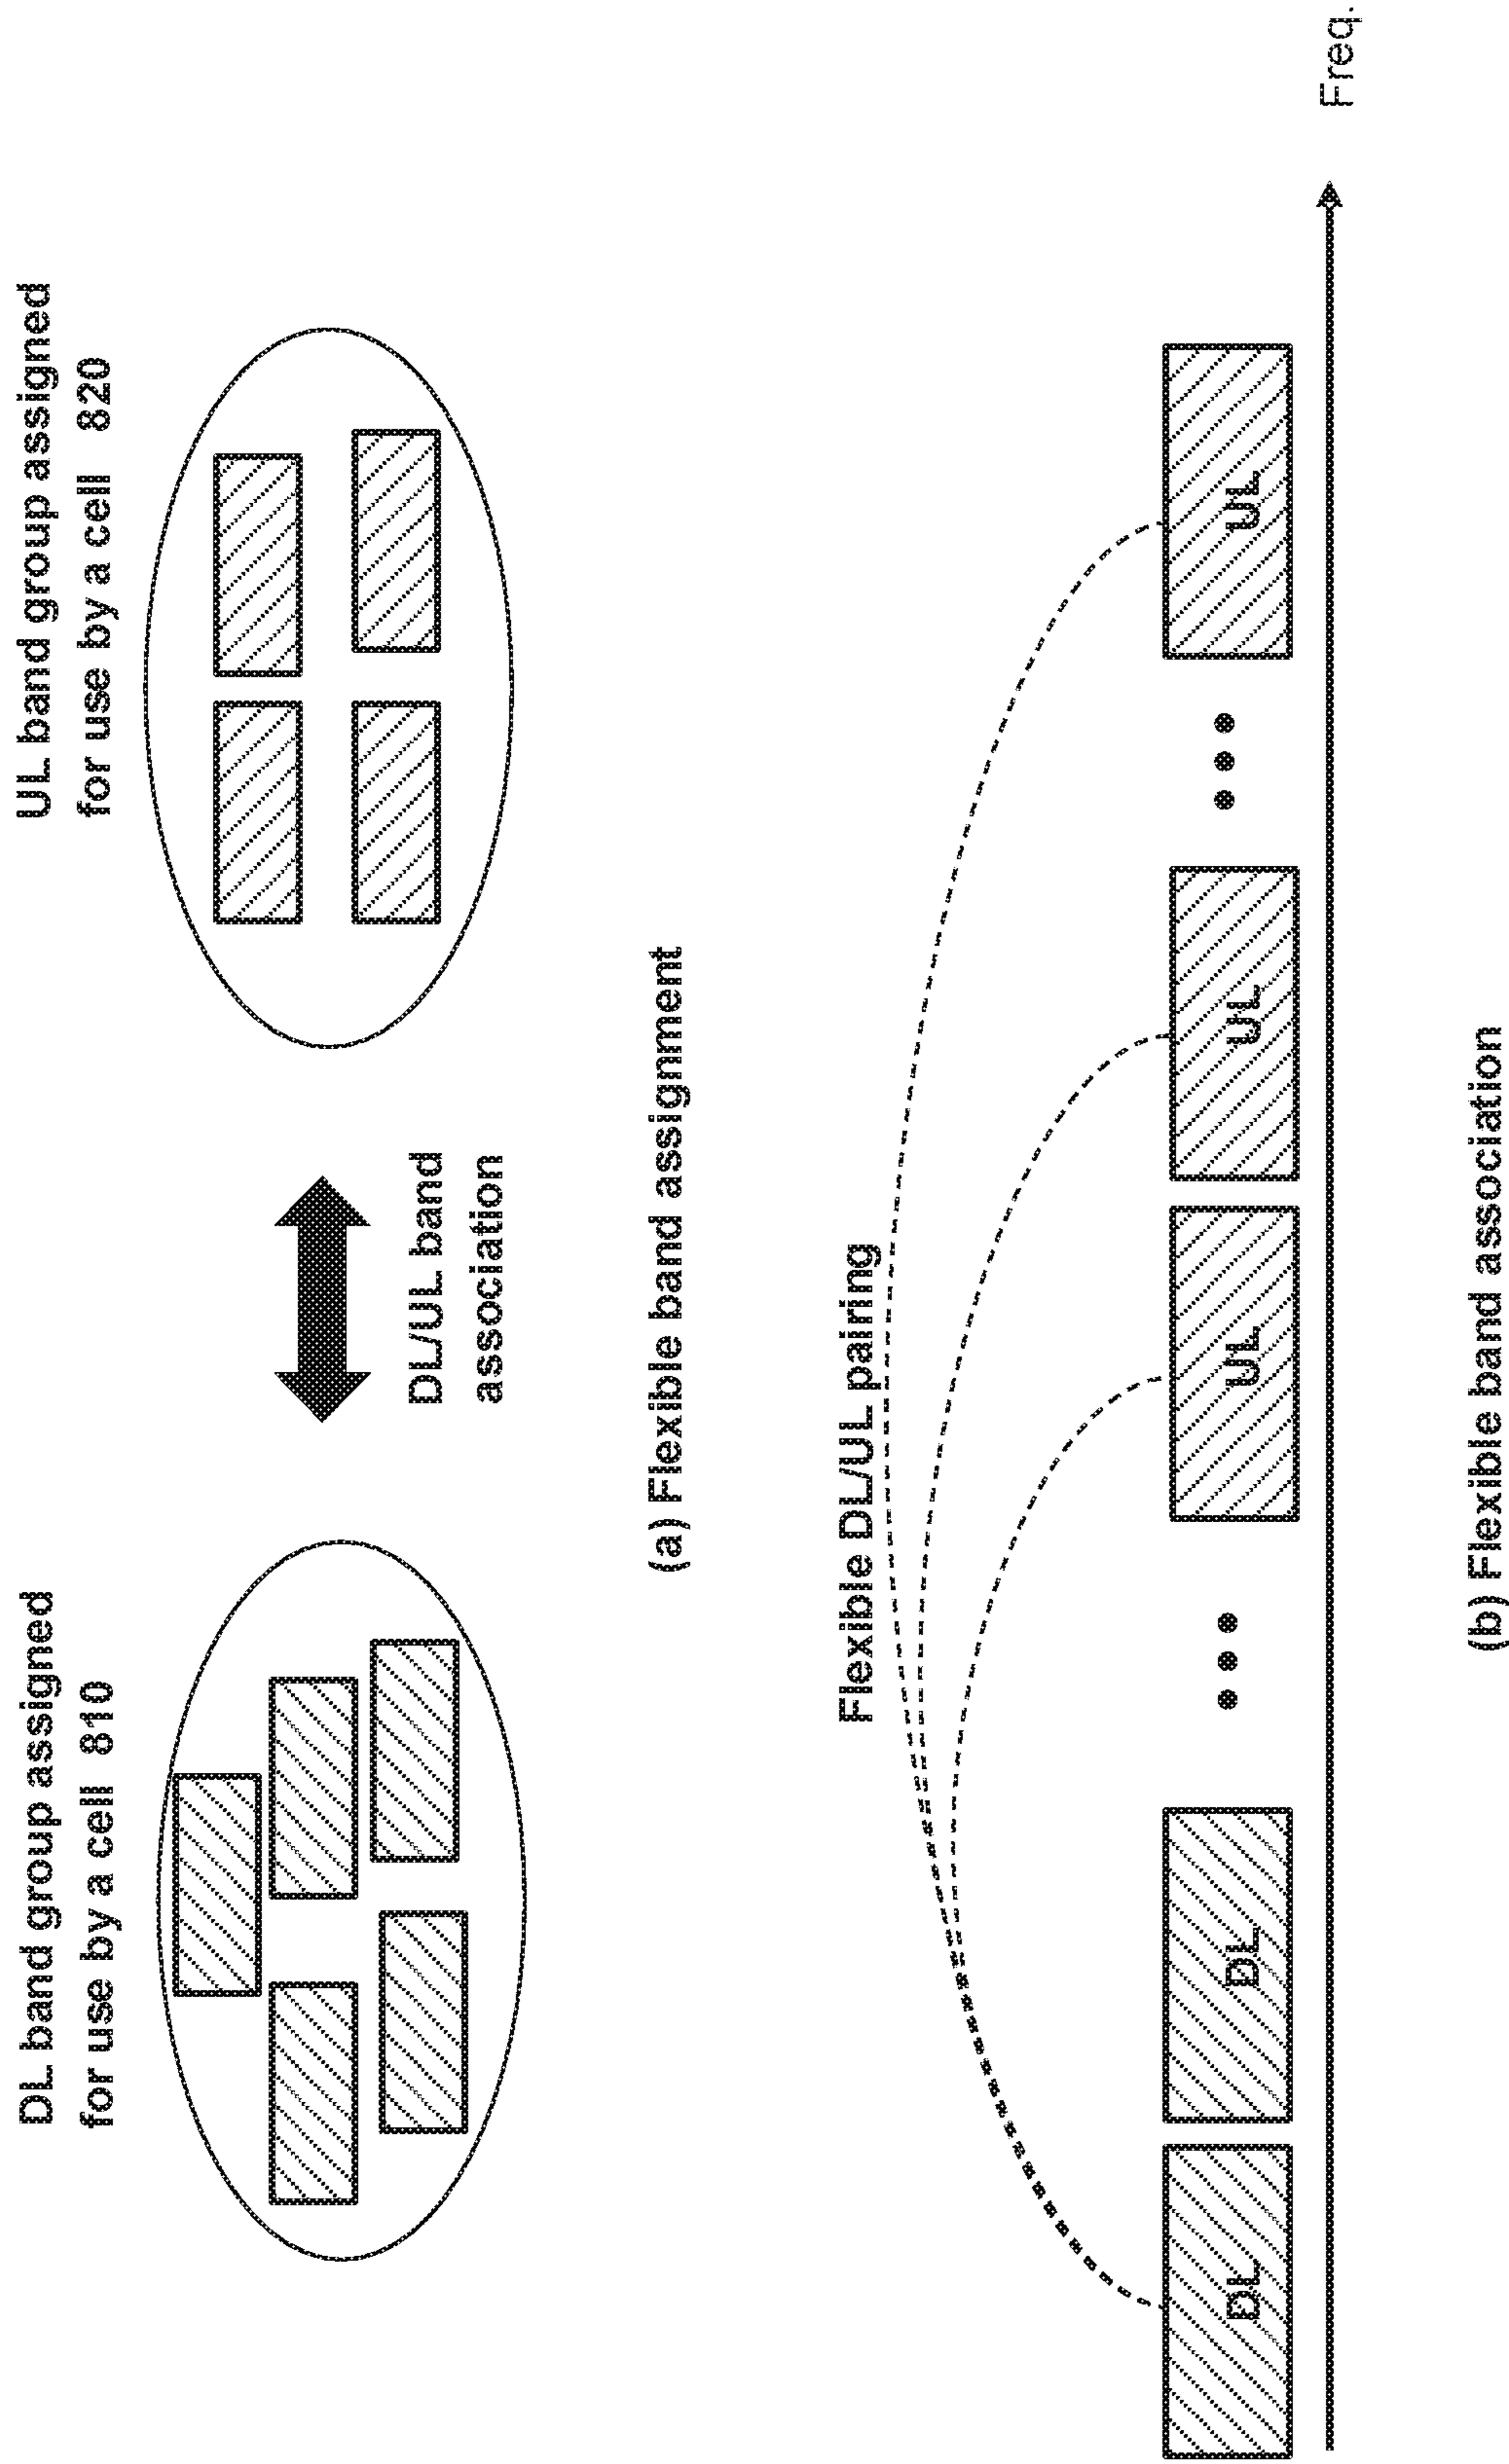 DL band group assigned
for use by a cell 810
UL band group assigned
for use by a cell 820
DL/UL band
association
(a) Flexible band assignment
Flexible DL/UL pairing
DL
DL
UL
UL
UL
Freq.
(b) Flexible band association